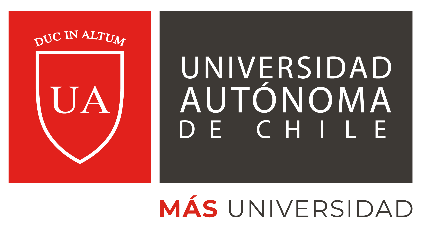 DUC IN ALTUM
UA
UNIVERSIDAD
AUTÓNOMA
DE CHILE
MÁS UNIVERSIDAD